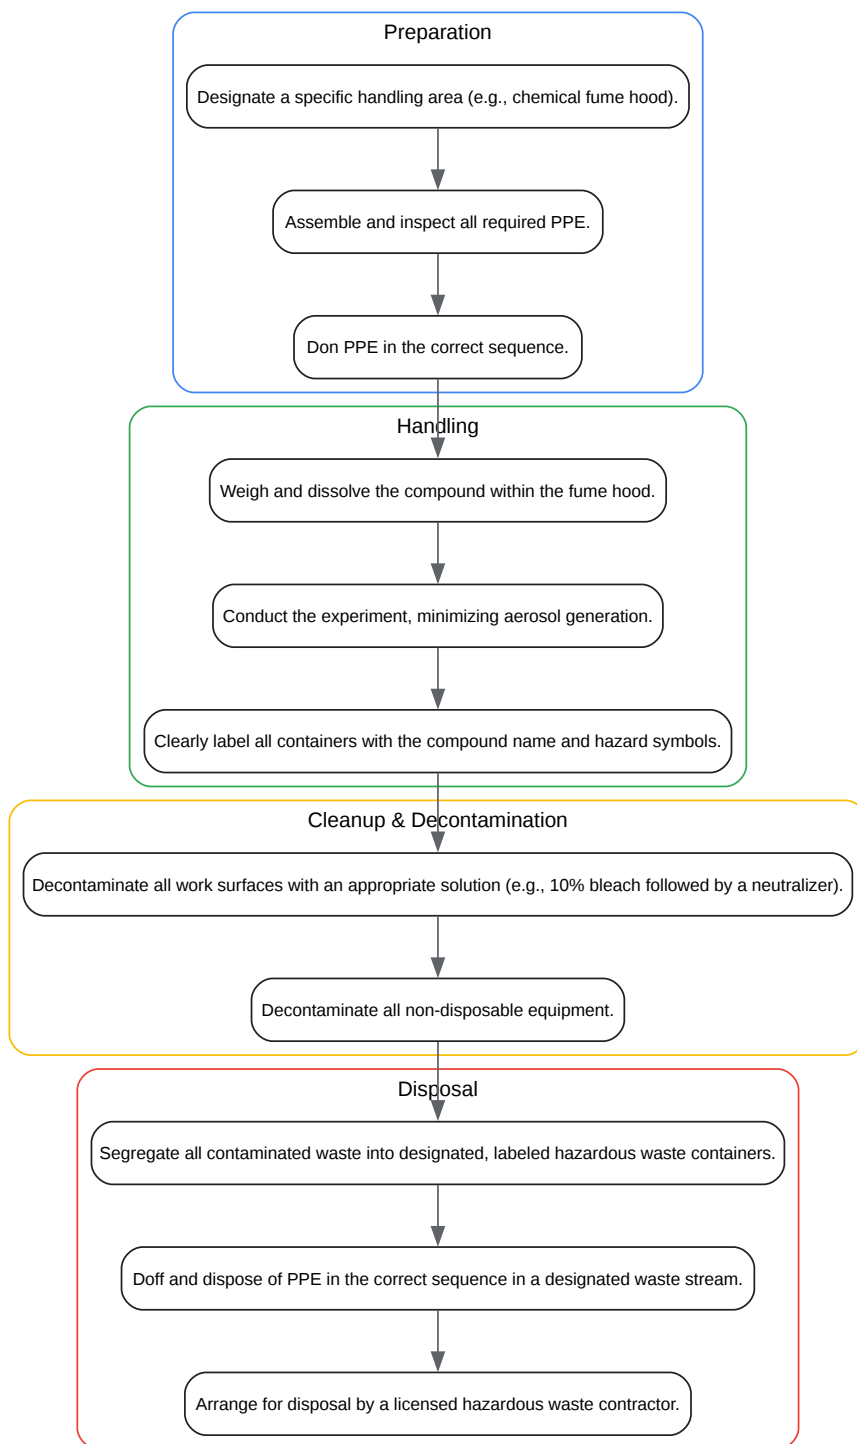 Preparation
Designate a specific handling area (e.g., chemical fume hood).
Assemble and inspect all required PPE.
Don PPE in the correct sequence.
Handling
Weigh and dissolve the compound within the fume hood.
Conduct the experiment, minimizing aerosol generation.
Clearly label all containers with the compound name and hazard symbols.
Cleanup & Decontamination
Decontaminate all work surfaces with an appropriate solution (e.g., 10% bleach followed by a neutralizer).
Decontaminate all non-disposable equipment.
Disposal
Segregate all contaminated waste into designated, labeled hazardous waste containers.
Doff and dispose of PPE in the correct sequence in a designated waste stream.
Arrange for disposal by a licensed hazardous waste contractor.